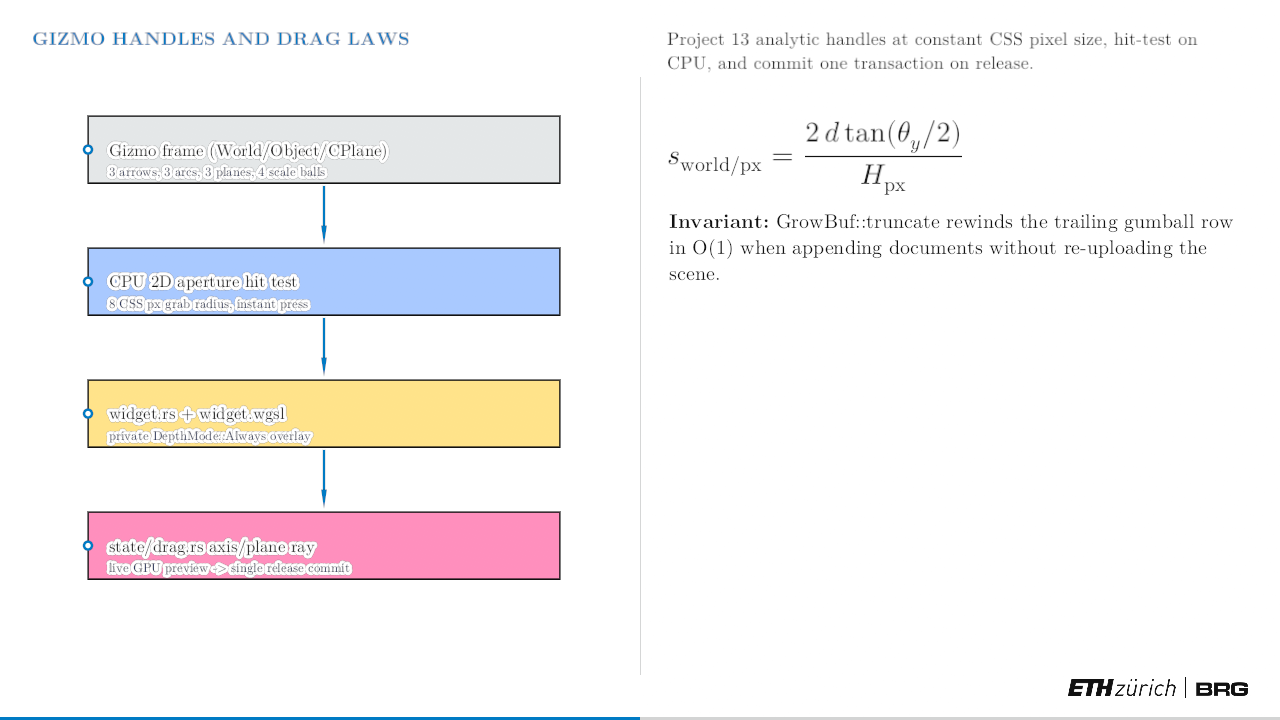 GIZMO HANDLES AND DRAG LAWS
Gizmo frame (World/Object/CPlane)
3 arrows, 3 arcs, 3 planes, 4 scale balls
CPU 2D aperture hit test
8 CSS px grab radius, instant press
widget.rs + widget.wgsl
private DepthMode::Always overlay
state/drag.rs axis/plane ray
live GPU preview -> single release commit
Project 13 analytic handles at constant CSS pixel size, hit-test on
CPU, and commit one transaction on release.
s_world/px = 2 d tan(θ_y/2) / H_px
Invariant: GrowBuf::truncate rewinds the trailing gumball row
in O(1) when appending documents without re-uploading the
scene.
ETH zürich | BRG